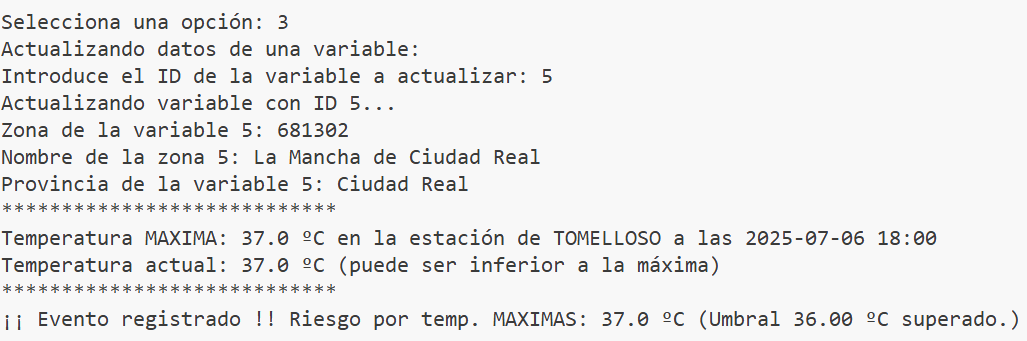 Selecciona una opción: 3
Actualizando datos de una variable:
Introduce el ID de la variable a actualizar: 5
Actualizando variable con ID 5...
Zona de la variable 5: 681302
Nombre de la zona 5: La Mancha de Ciudad Real
Provincia de la variable 5: Ciudad Real
****************************
Temperatura MAXIMA: 37.0 ºC en la estación de TOMELLOSO a las 2025-07-06 18:00
Temperatura actual: 37.0 ºC (puede ser inferior a la máxima)
****************************
¡¡ Evento registrado !! Riesgo por temp. MAXIMAS: 37.0 ºC (Umbral 36.00 ºC superado.)